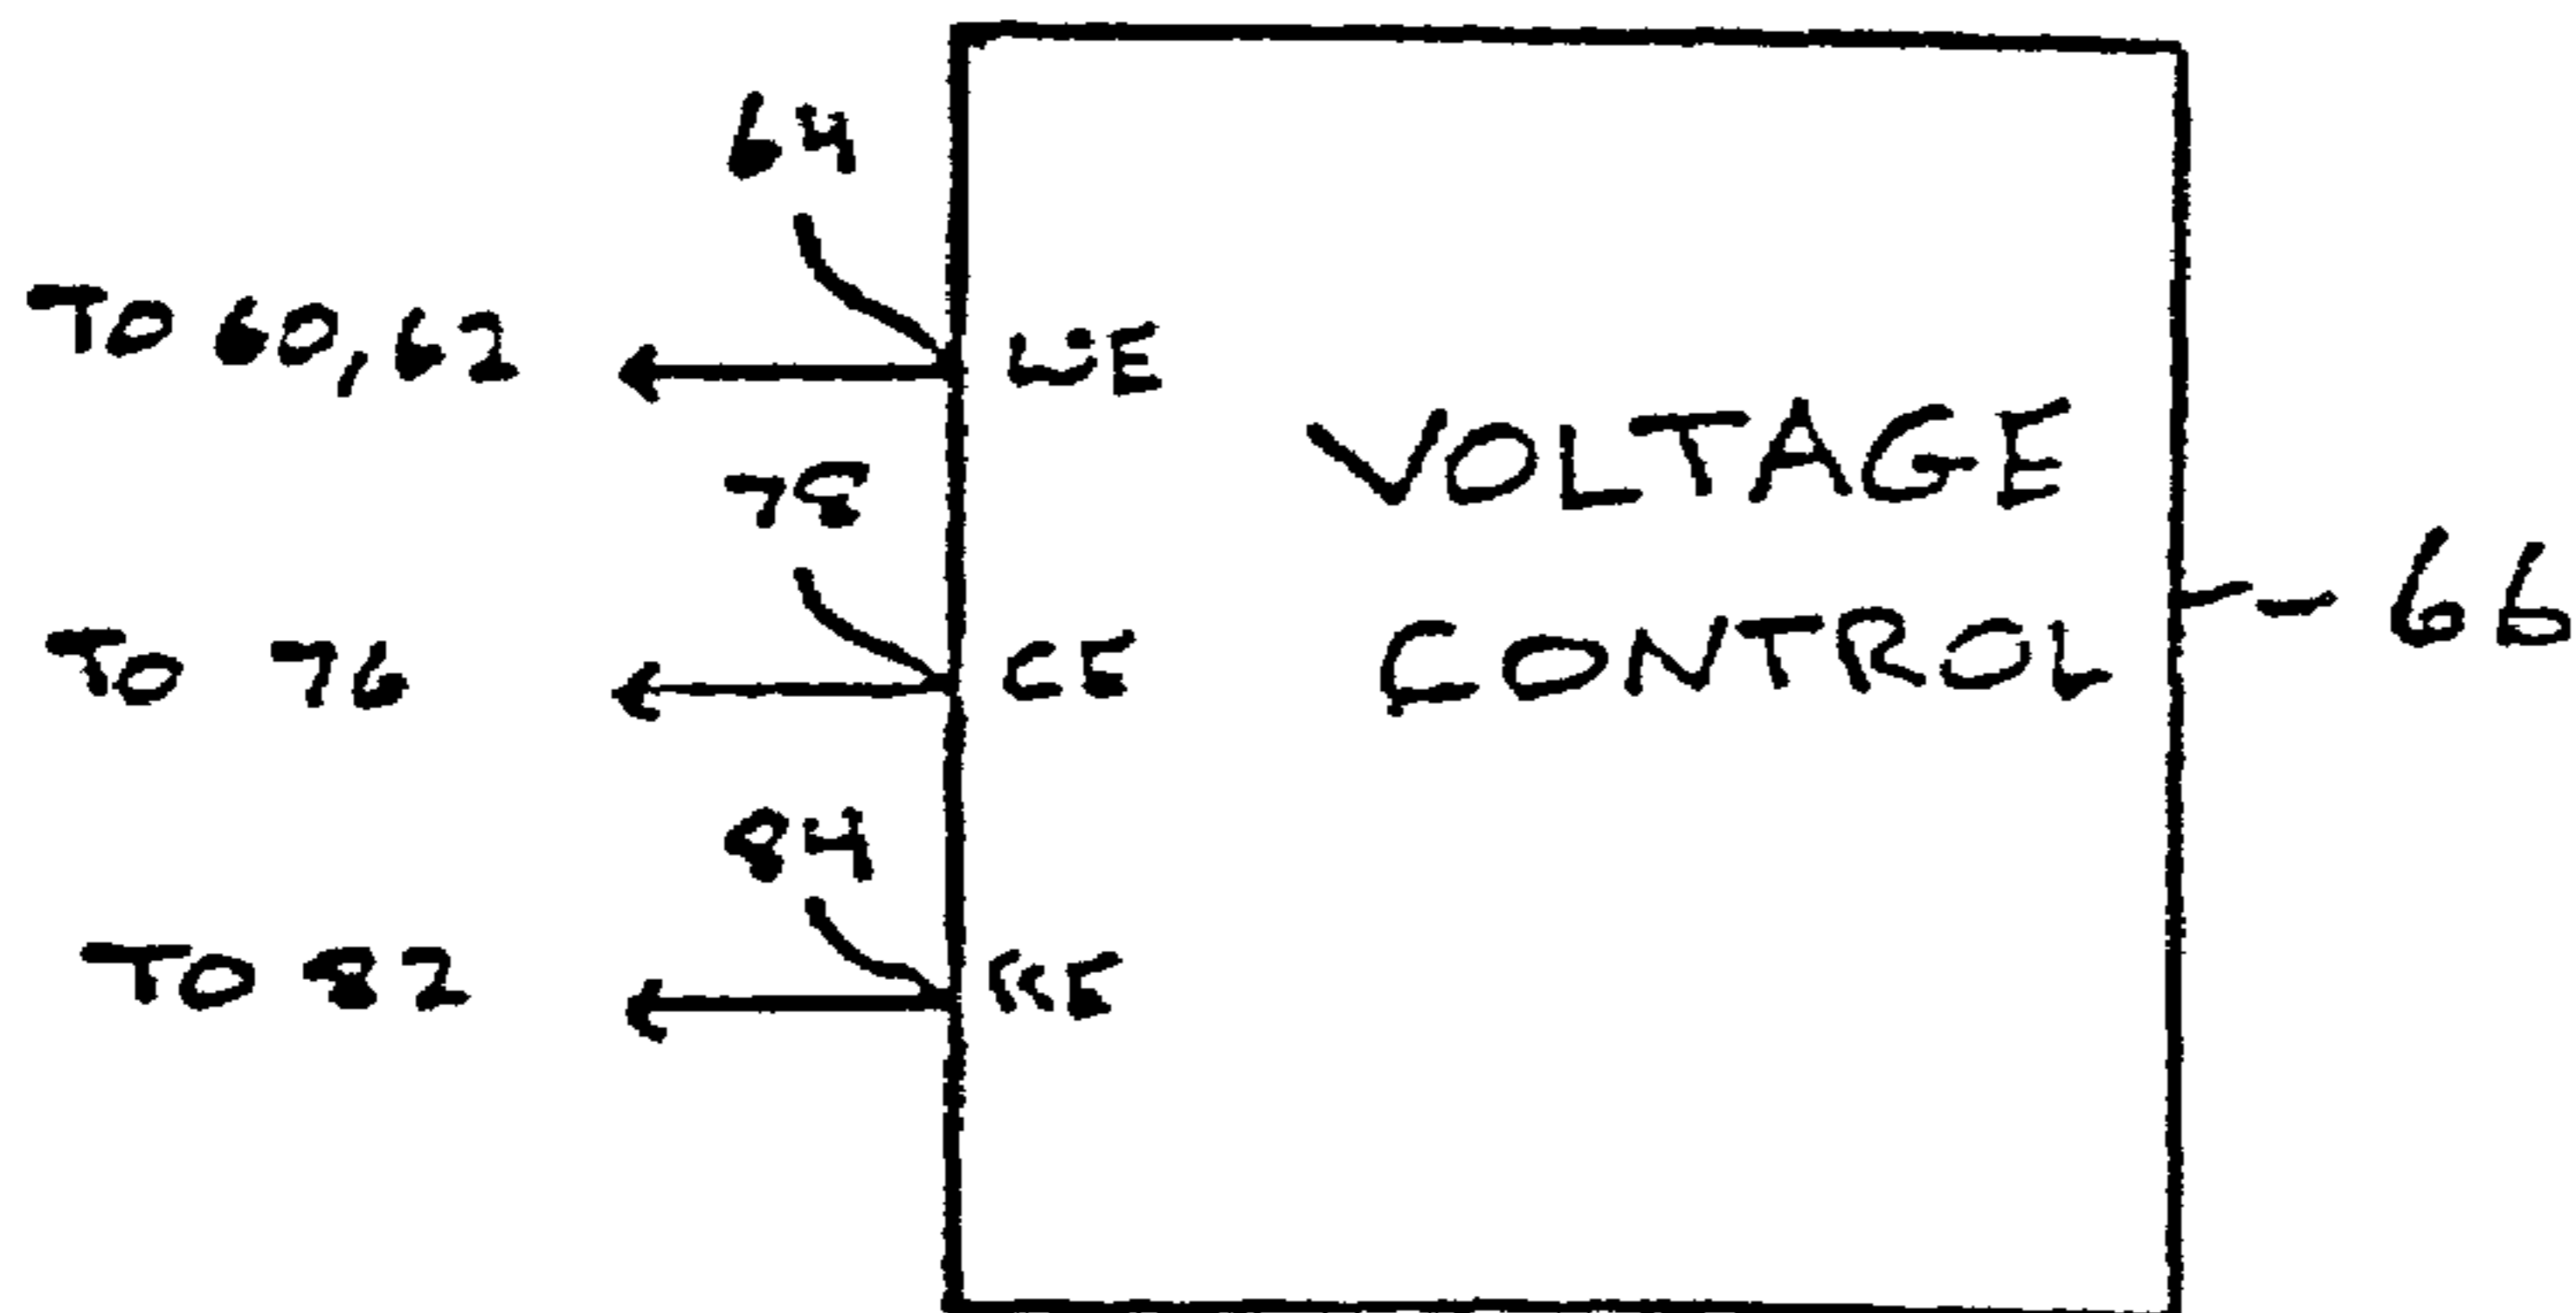 64
TO 60,62
WE
78
VOLTAGE
CONTROL
66
TO 76
CE
84
TO 82
RE